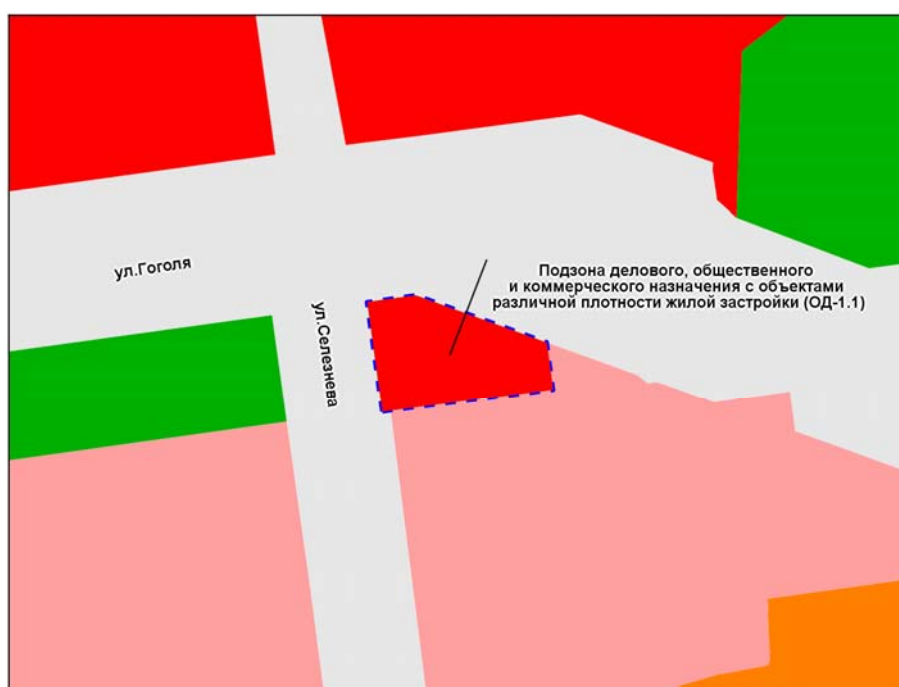 ул.Гоголя
Подзона делового, общественного
и коммерческого назначения с объектами
различной плотности жилой застройки (ОД-1.1)
ул.Селезнева